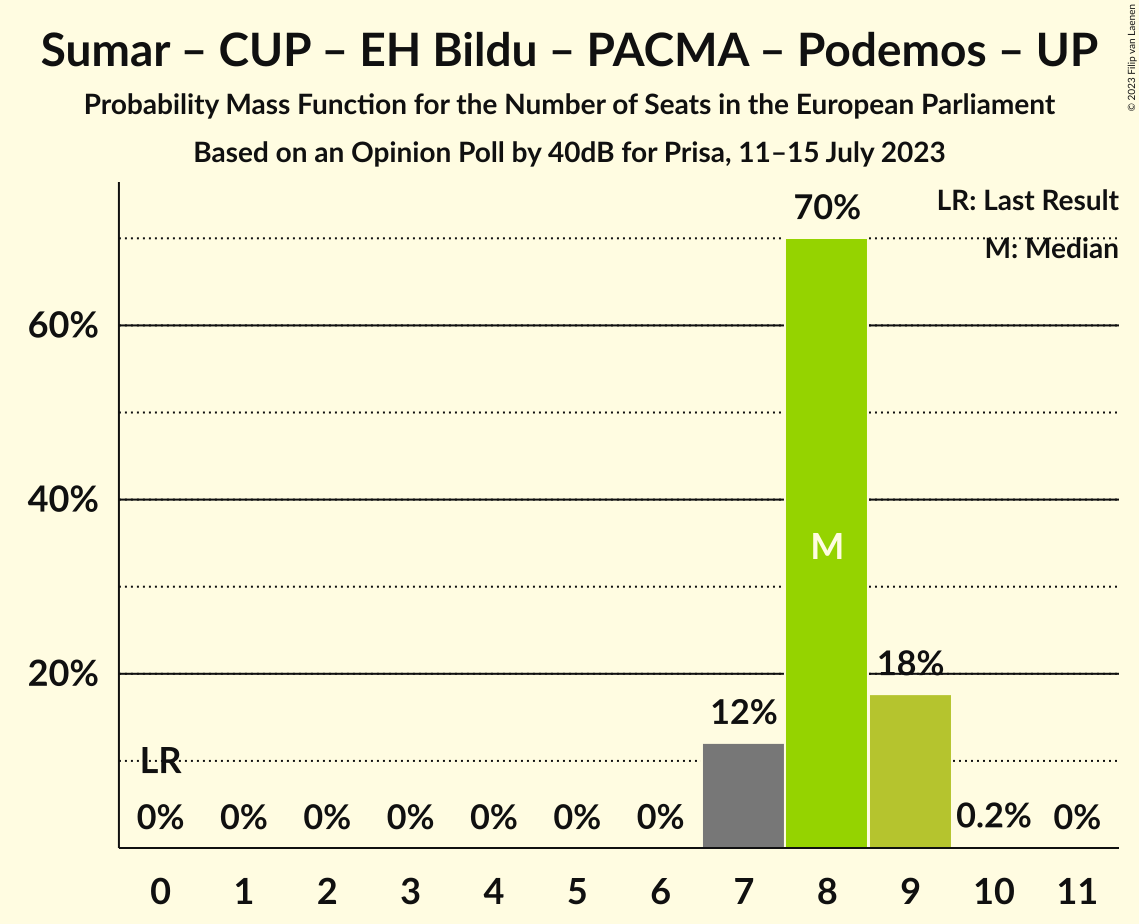 Sumar – CUP – EH Bildu – PACMA – Podemos – UP
Probability Mass Function for the Number of Seats in the European Parliament
Based on an Opinion Poll by 40dB for Prisa, 11–15 July 2023
© 2023 Filip van Laenen
LR: Last Result
M: Median
70%
60%
40%
M
20%
18%
12%
LR
0% 0% 0% 0% 0% 0% 0% 0.2% 0%
0 1 2 3 4 5 6 7 8 9 10 11